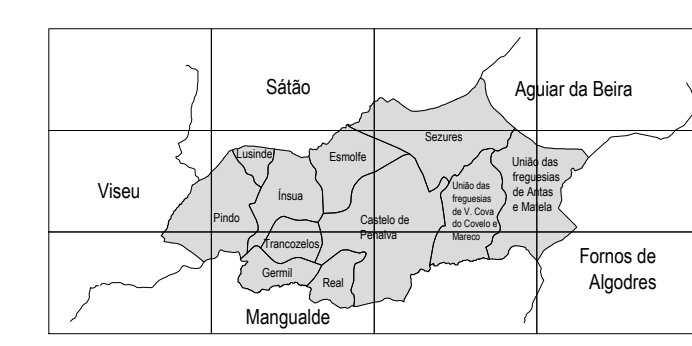 Sátão
Aguiar da Beira
Sezures
Lusinde
Esmolfe
União das
freguesias
de Antas
e Matela
Viseu
Ínsua
União das
freguesias
de V. Cova
do Covelo e
Mareco
Pindo
Castelo de
Penalva
Trancozelos
Fornos de
Algodres
Germil
Real
Mangualde